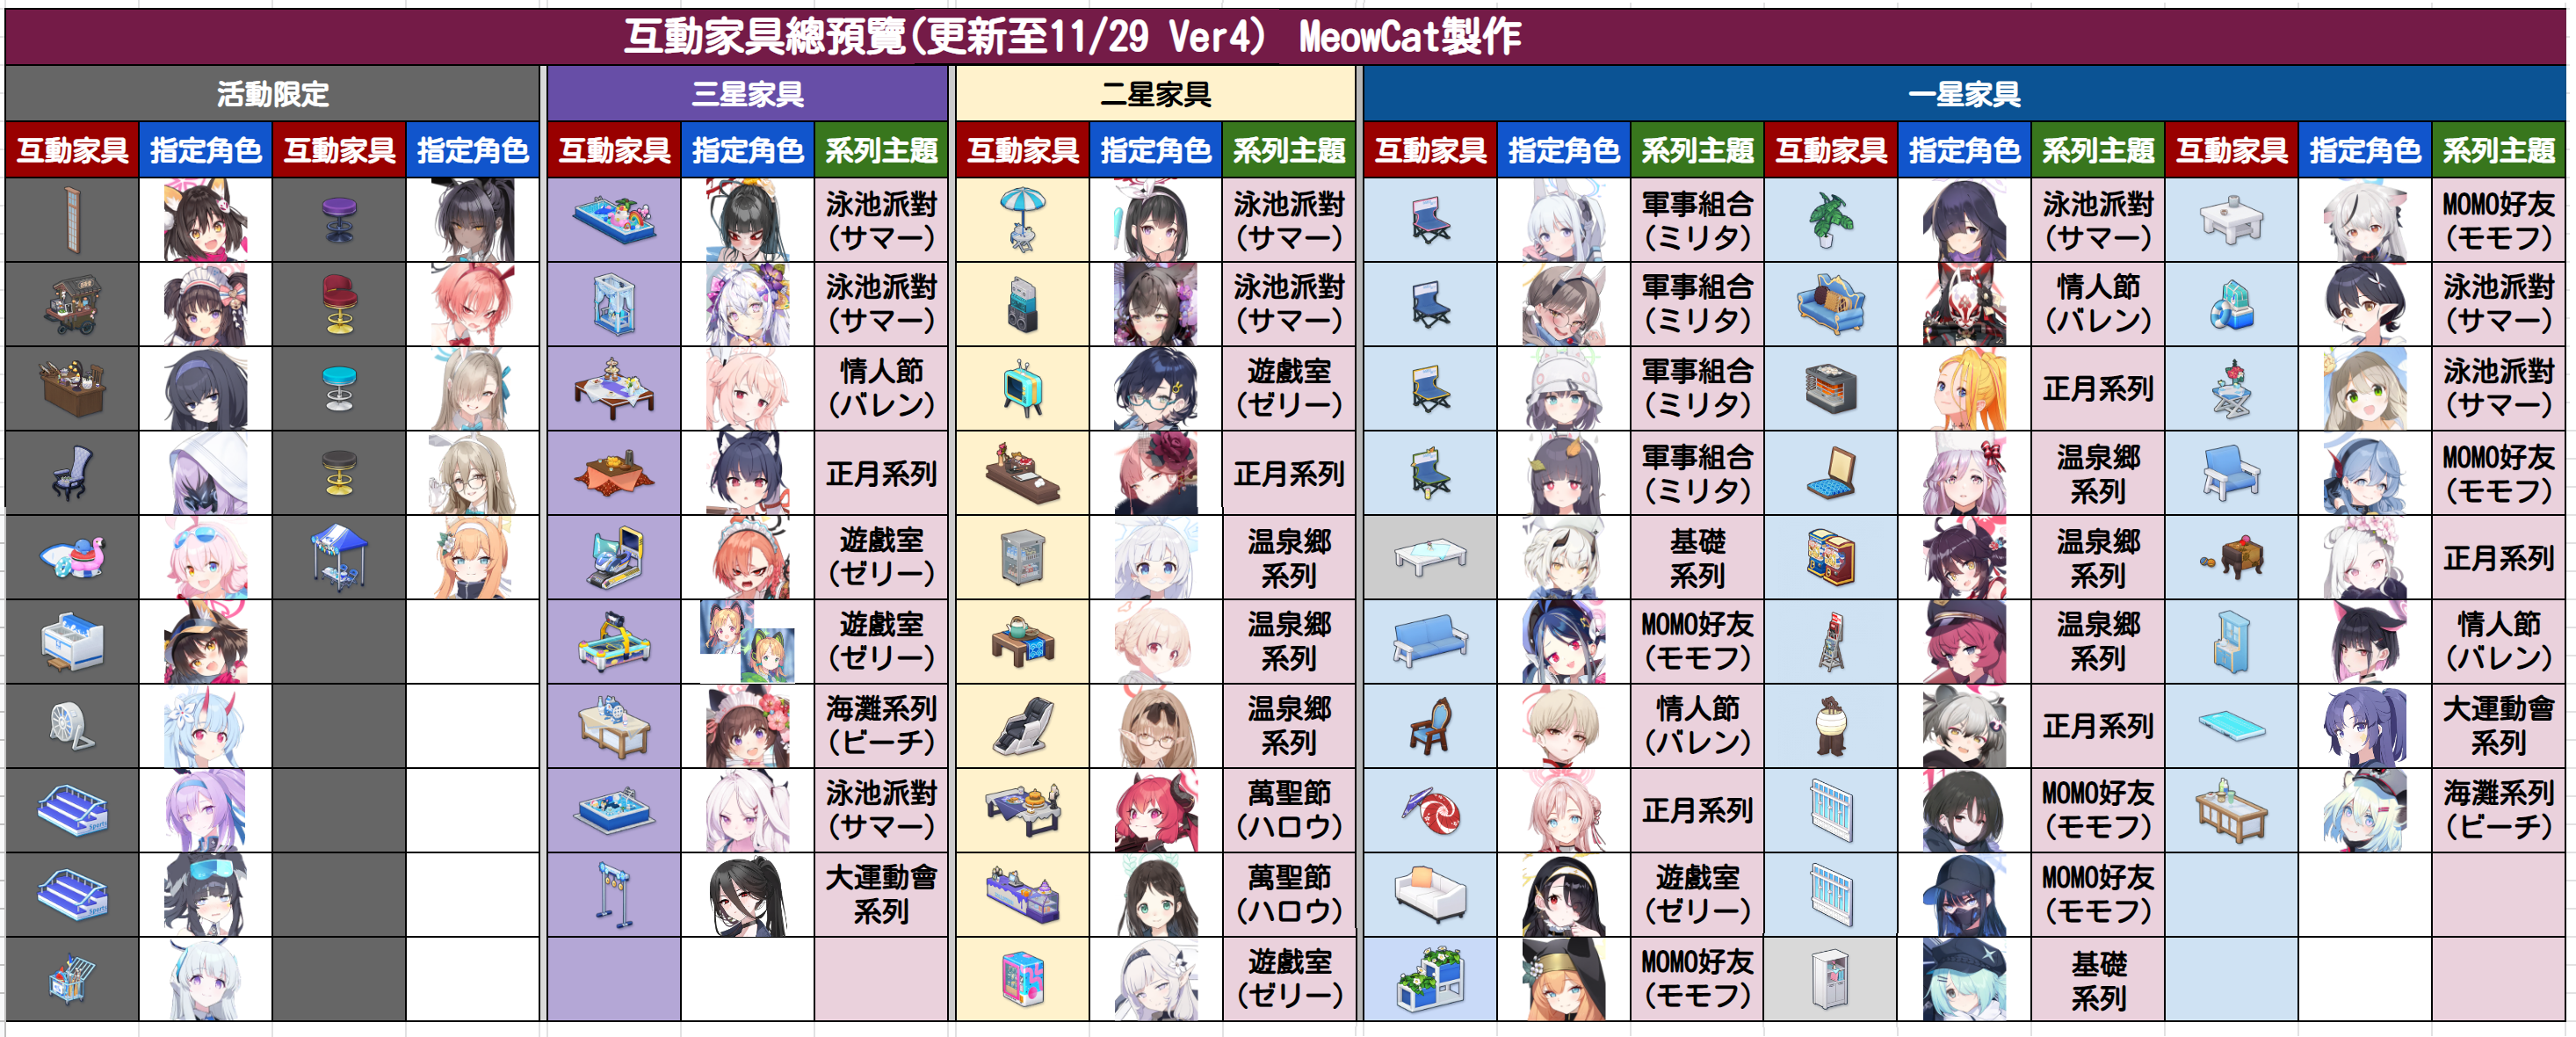 互動家具總預覽(更新至11/29 Ver4) MeowCat製作
活動限定 三星家具 二星家具 一星家具
互動家具 指定角色 互動家具 指定角色 互動家具 指定角色 系列主題 互動家具 指定角色 系列主題 互動家具 指定角色 系列主題 互動家具 指定角色 系列主題 互動家具 指定角色 系列主題
泳池派對 泳池派對 軍事組合 泳池派對 MOMO好友
(サマー) (サマー) (ミリタ) (サマー) (モモフ)
泳池派對 泳池派對 軍事組合 情人節 泳池派對
(サマー) (サマー) (ミリタ) (バレン) (サマー)
情人節 遊戲室 軍事組合 正月系列 泳池派對
(バレン) (ゼリー) (ミリタ) (サマー)
正月系列 正月系列 軍事組合 温泉鄉 MOMO好友
(ミリタ) 系列 (モモフ)
遊戲室 温泉鄉 基礎 温泉鄉 正月系列
(ゼリー) 系列 系列 系列
遊戲室 温泉鄉 MOMO好友 温泉鄉 情人節
(ゼリー) 系列 (モモフ) 系列 (バレン)
海灘系列 温泉鄉 情人節 正月系列 大運動會
(ビーチ) 系列 (バレン) 系列
泳池派對 萬聖節 正月系列 MOMO好友 海灘系列
(サマー) (ハロウ) (モモフ) (ビーチ)
大運動會 萬聖節 遊戲室 MOMO好友
系列 (ハロウ) (ゼリー) (モモフ)
遊戲室 MOMO好友 基礎
(ゼリー) (モモフ) 系列